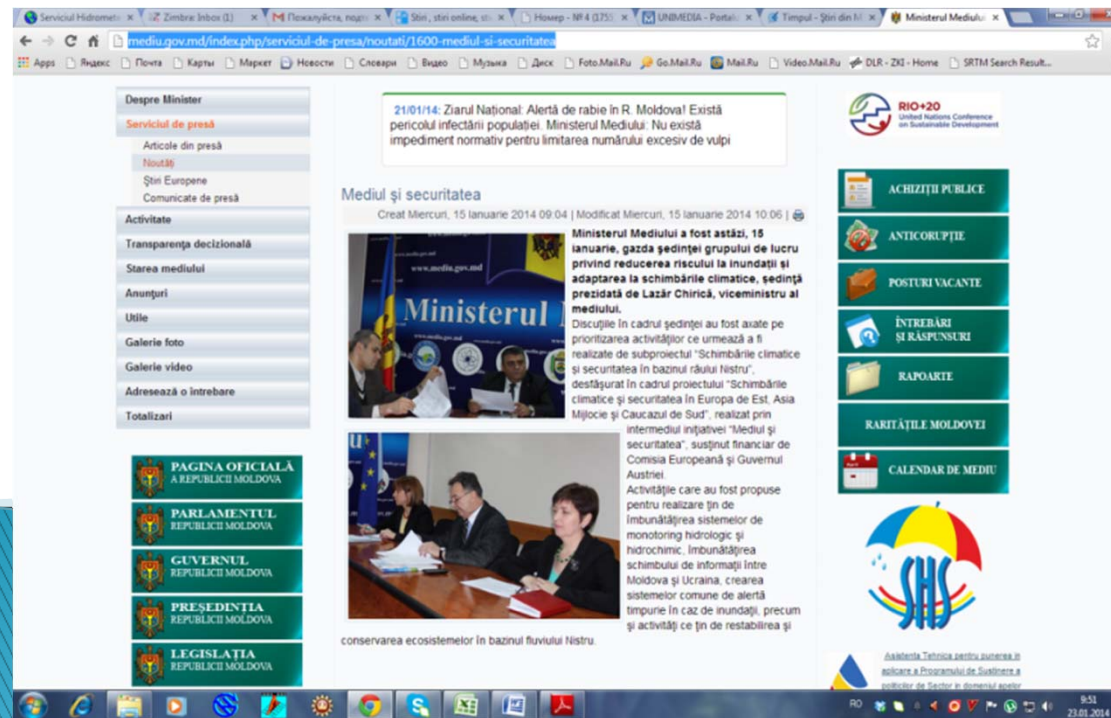 Serviciul Hidromete
Zimbra: Inbox (1)
Пожалуйста, подтв
Stiri , stiri online, sti
Номер - № 4 (1755)
UNIMEDIA - Portalu
Timpul - Ştiri din M
Ministerul Mediului
mediu.gov.md/index.php/serviciul-de-presa/noutati/1600-mediul-si-securitatea
Apps Яндекс Почта Карты Маркет Новости Словари Видео Музыка Диск Foto.Mail.Ru Go.Mail.Ru Mail.Ru Video.Mail.Ru DLR - ZKI - Home SRTM Search Result...
Despre Minister
Serviciul de presă
Articole din presă
Noutăţi
Ştiri Europene
Comunicate de presă
Activitate
Transparenţa decizională
Starea mediului
Anunţuri
Utile
Galerie foto
Galerie video
Adresează o intrebare
Totalizari
PAGINA OFICIALĂ
A REPUBLICII MOLDOVA
PARLAMENTUL
REPUBLICII MOLDOVA
GUVERNUL
REPUBLICII MOLDOVA
PREŞEDINŢIA
REPUBLICII MOLDOVA
LEGISLAŢIA
REPUBLICII MOLDOVA
21/01/14: Ziarul Naţional: Alertă de rabie în R. Moldova! Există
pericolul infectării populaţiei. Ministerul Mediului: Nu există
impediment normativ pentru limitarea numărului excesiv de vulpi
Mediul şi securitatea
Creat Miercuri, 15 Ianuarie 2014 09:04 | Modificat Miercuri, 15 Ianuarie 2014 10:06 |
www.mediu.gov.md
Ministerul
Ministerul Mediului a fost astăzi, 15
ianuarie, gazda şedinţei grupului de lucru
privind reducerea riscului la inundaţii şi
adaptarea la schimbările climatice, şedinţă
prezidată de Lazăr Chirică, viceministru al
mediului.
Discuţiile în cadrul şedinţei au fost axate pe
prioritizarea activităţilor ce urmează a fi
realizate de subproiectul “Schimbările climatice
şi securitatea în bazinul râului Nistru”,
desfăşurat în cadrul proiectului “Schimbările
climatice şi securitatea în Europa de Est, Asia
Mijlocie şi Caucazul de Sud”, realizat prin
intermediul iniţiativei “Mediul şi
securitatea”, susţinut financiar de
Comisia Europeană şi Guvernul
Austriei.
Activităţile care au fost propuse
pentru realizare ţin de
îmbunătăţirea sistemelor de
monotoring hidrologic şi
hidrochimic, îmbunătăţirea
schimbului de informaţii între
Moldova şi Ucraina, crearea
sistemelor comune de alertă
timpurie în caz de inundaţii, precum
şi activităţi ce ţin de restabilirea şi
conservarea ecosistemelor în bazinul fluviului Nistru.
RIO+20
United Nations Conference
on Sustainable Development
ACHIZIŢII PUBLICE
ANTICORUPŢIE
POSTURI VACANTE
ÎNTREBĂRI
ŞI RĂSPUNSURI
RAPOARTE
RARITĂŢILE MOLDOVEI
CALENDAR DE MEDIU
SHS
Asistenta Tehnica pentru punerea in
aplicare a Programului de Sustinere a
politicilor de Sector in domeniul apelor
RO
9:51
23.01.2014